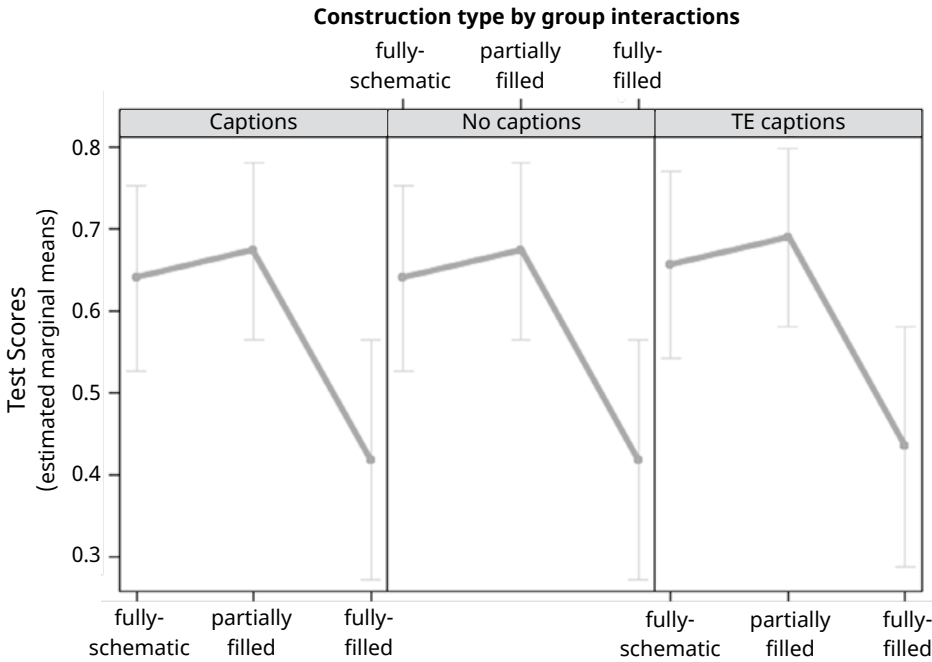 Construction type by group interactions
fully-
schematic
partially
filled
fully-
filled
Captions
No captions
TE captions
Test Scores
(estimated marginal means)
0.8
0.7
0.6
0.5
0.4
0.3
fully-
schematic
partially
filled
fully-
filled
fully-
schematic
partially
filled
fully-
filled